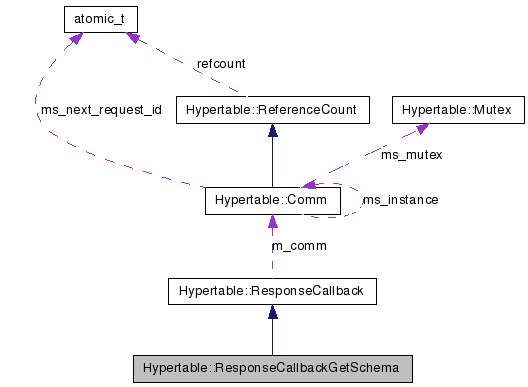 atomic_t
refcount
ms_next_request_id
Hypertable::ReferenceCount
Hypertable::Mutex
ms_mutex
Hypertable::Comm
ms_instance
m_comm
Hypertable::ResponseCallback
Hypertable::ResponseCallbackGetSchema